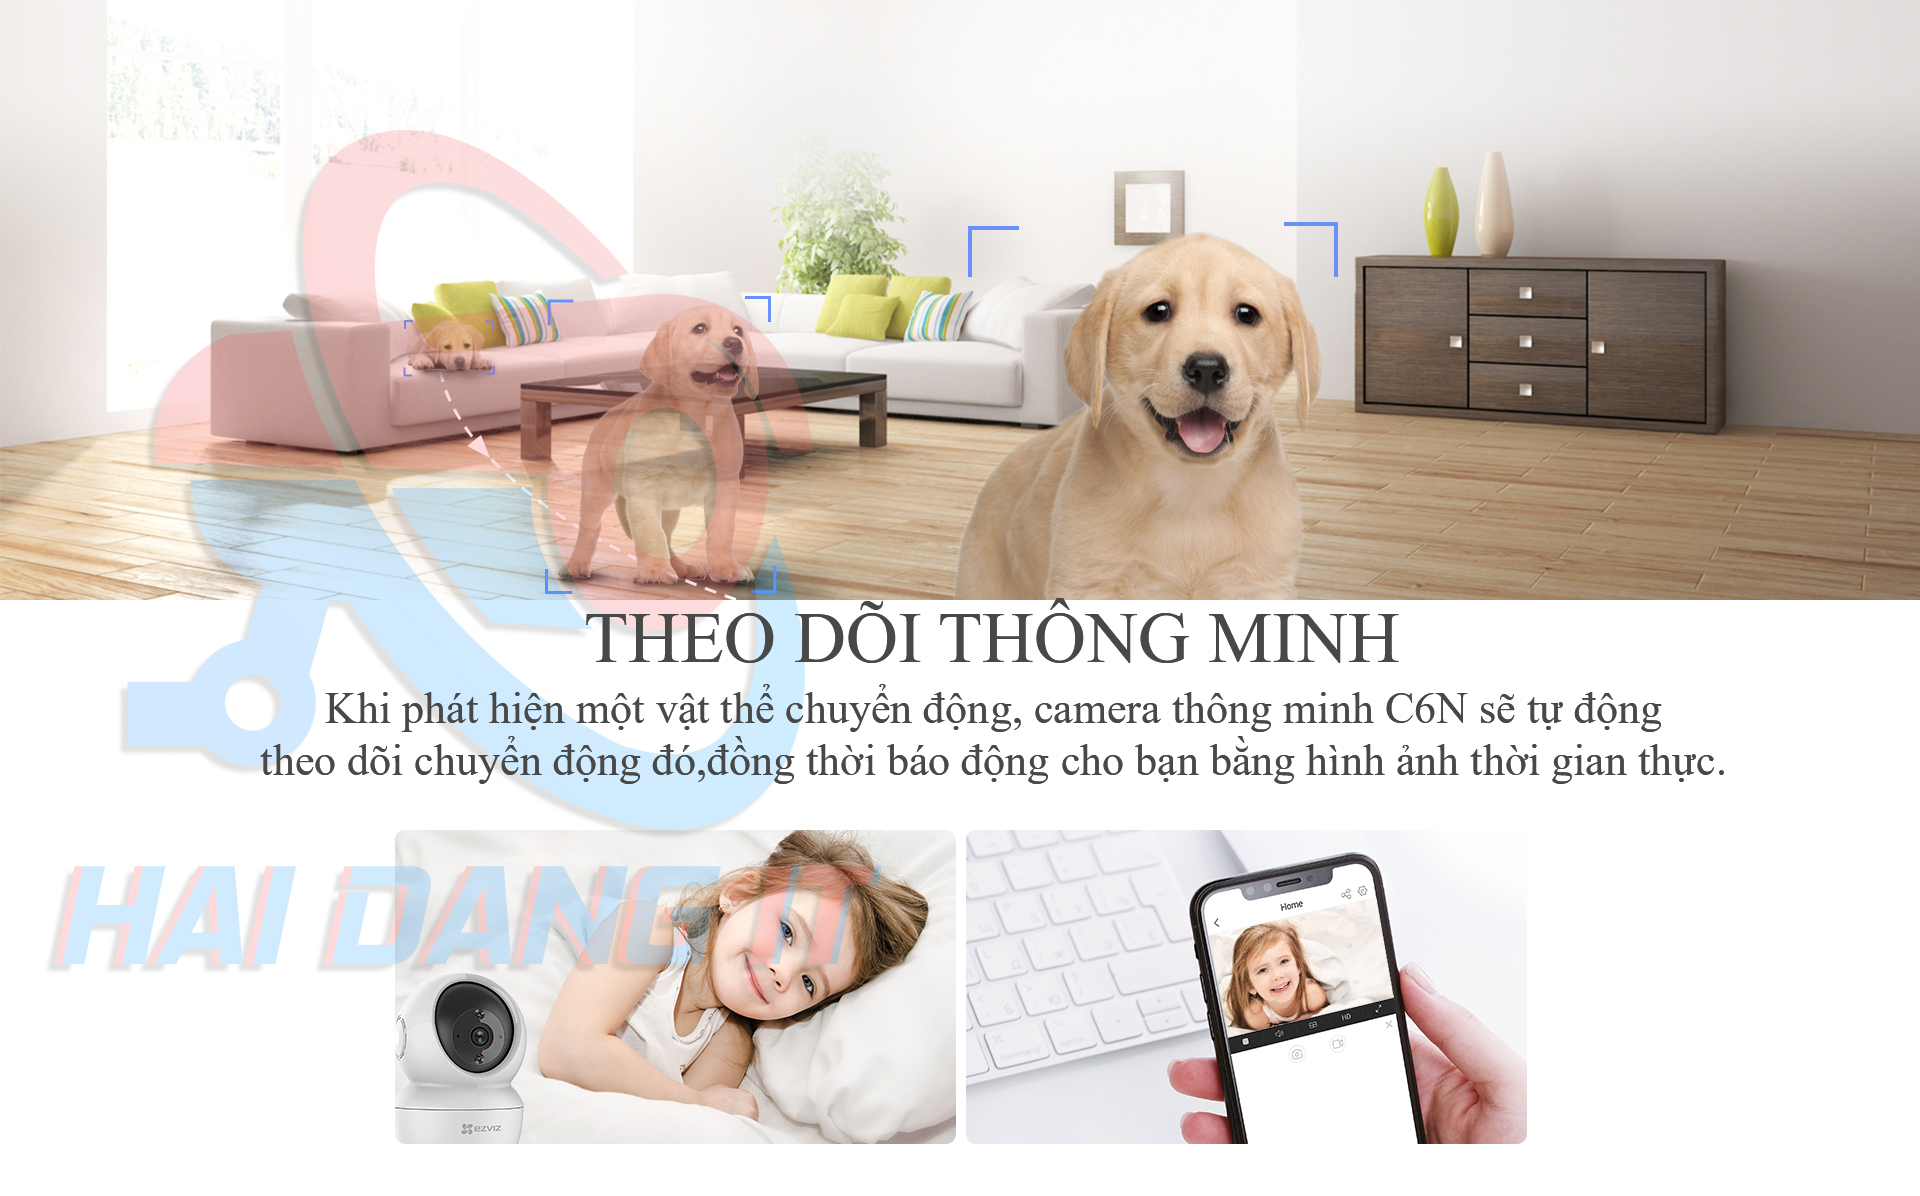 THEO DÕI THÔNG MINH
Khi phát hiện một vật thể chuyển động, camera thông minh C6N sẽ tự động
theo dõi chuyển động đó,đồng thời báo động cho bạn bằng hình ảnh thời gian thực.
HAI DANG IT
Home
HD
command
option
EZVIZ